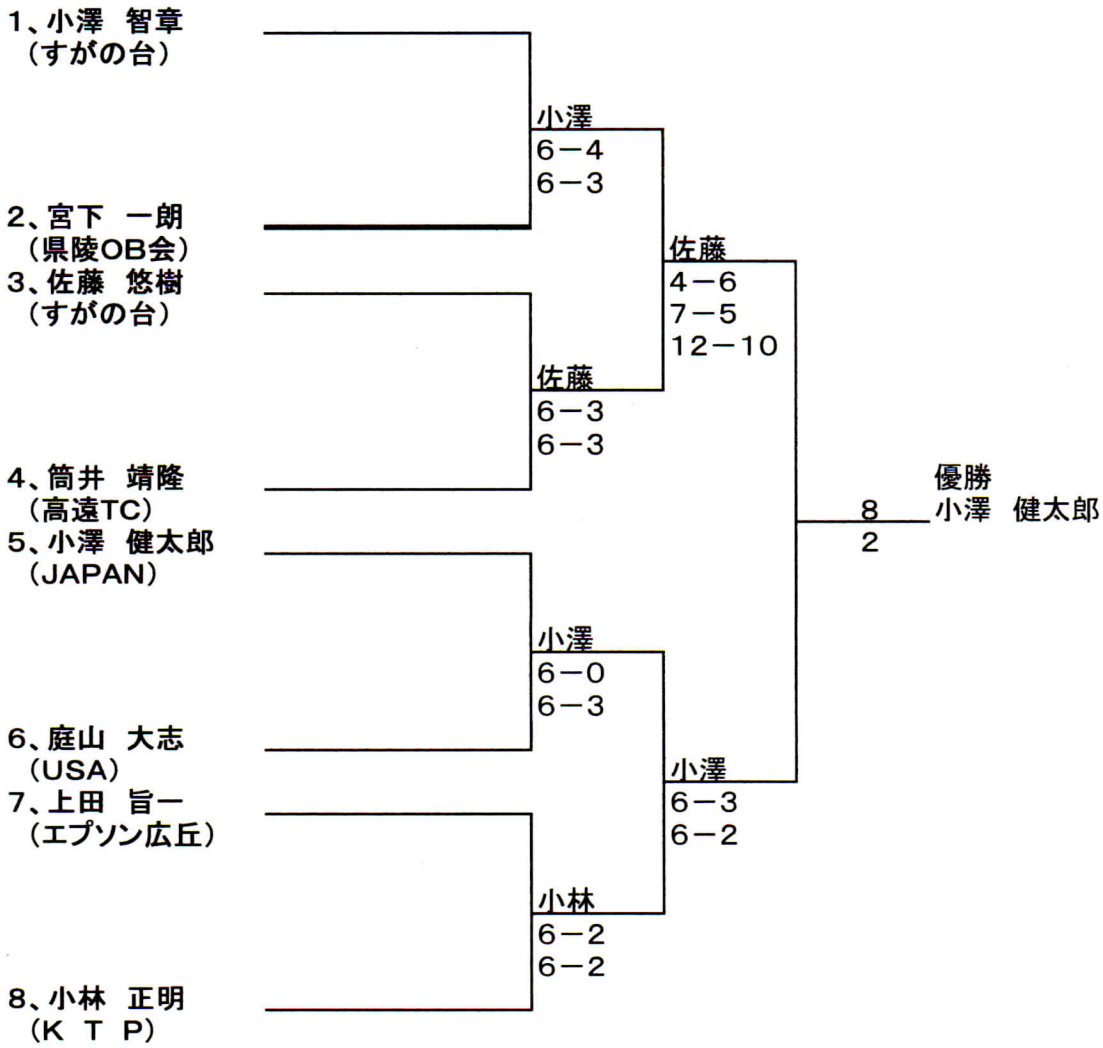 1、小澤 智章
（すがの台）
小澤
6－4
6－3
2、宮下 一朗
（県陵OB会）
3、佐藤 悠樹
（すがの台）
佐藤
4－6
7－5
12－10
佐藤
6－3
6－3
4、筒井 靖隆
（高遠TC）
5、小澤 健太郎
（JAPAN）
優勝
小澤 健太郎
8
2
小澤
6－0
6－3
6、庭山 大志
（USA）
7、上田 旨一
（エプソン広丘）
小澤
6－3
6－2
小林
6－2
6－2
8、小林 正明
（K T P）